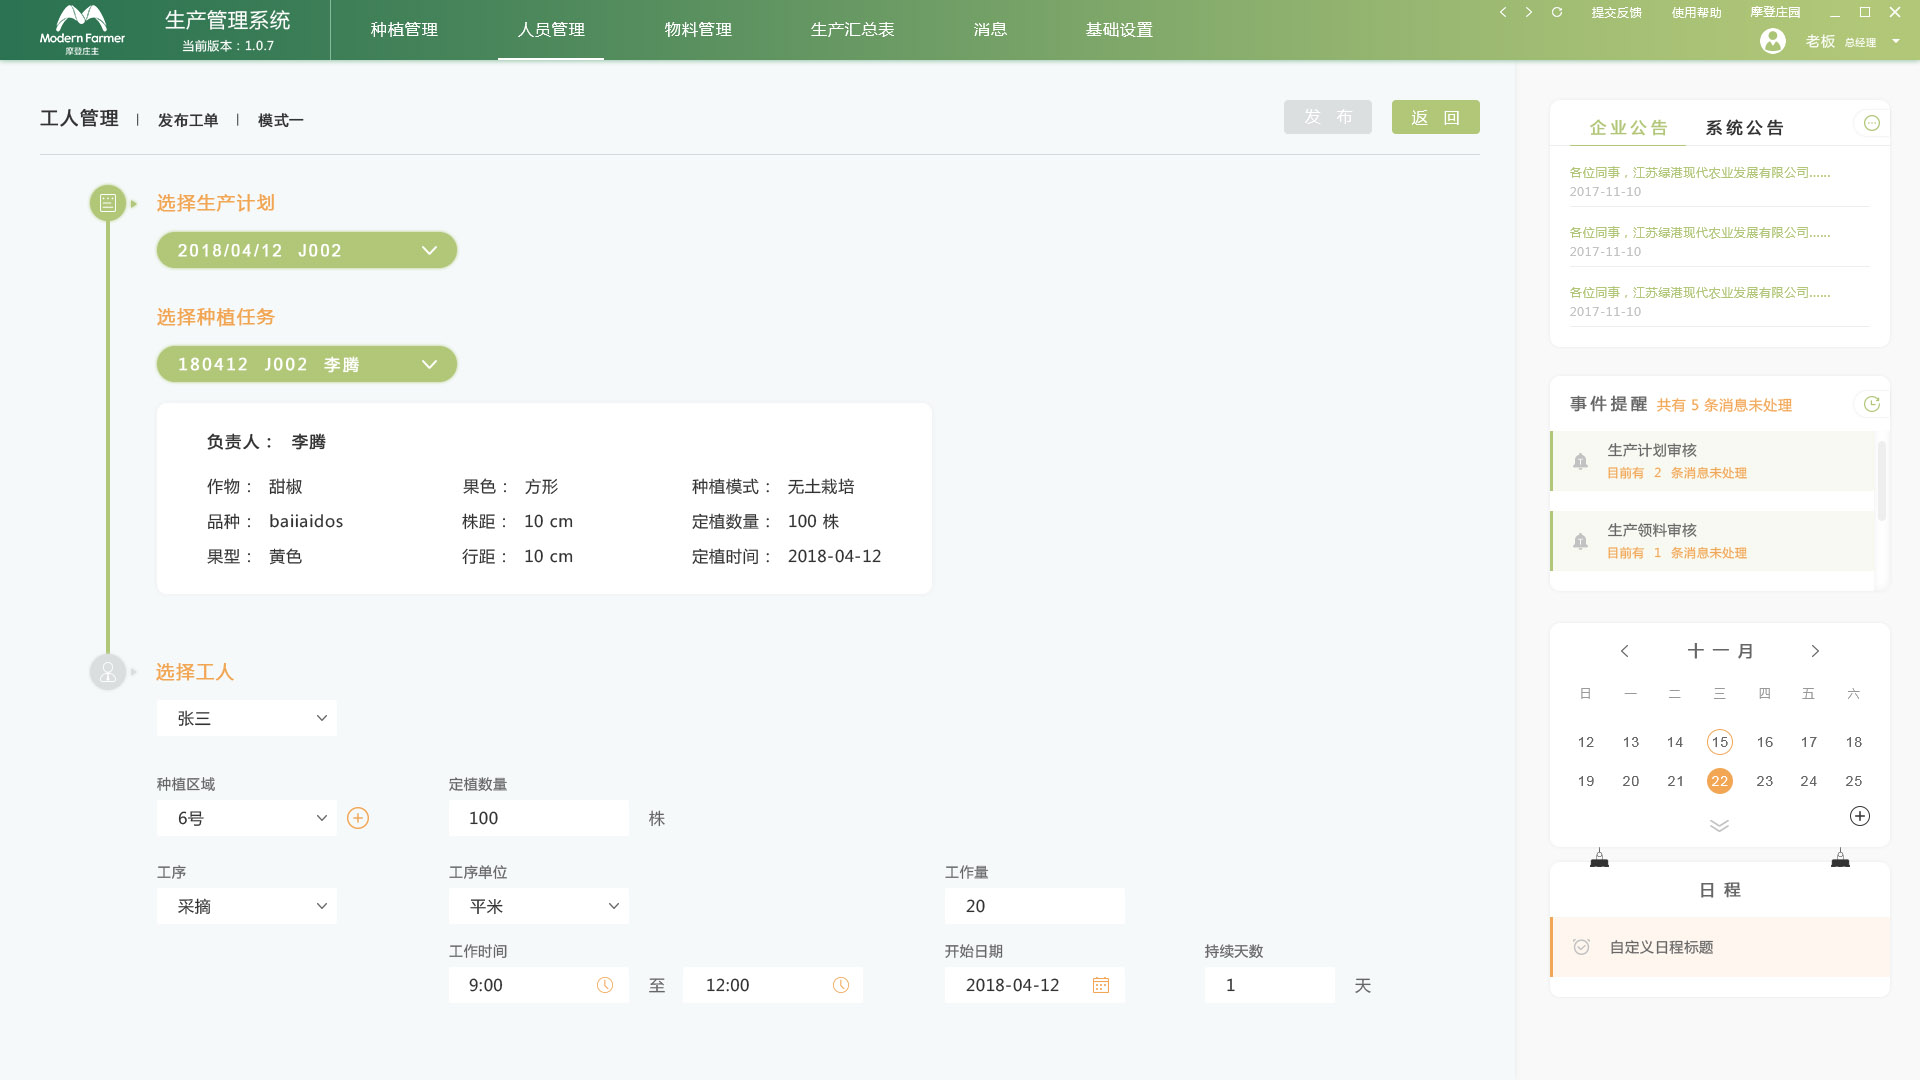 Modern Farmer
摩登庄主
生产管理系统
当前版本：1.0.7
种植管理
人员管理
物料管理
生产汇总表
消息
基础设置
提交反馈
使用帮助
摩登庄园
老板 总经理
工人管理 | 发布工单 | 模式一
发 布
返 回
选择生产计划
2018/04/12 J002
选择种植任务
180412 J002 李腾
负责人： 李腾
作物： 甜椒 果色： 方形 种植模式： 无土栽培
品种： baiiaidos 株距： 10 cm 定植数量： 100 株
果型： 黄色 行距： 10 cm 定植时间： 2018-04-12
选择工人
张三
种植区域 定植数量
6号 100 株
工序 工序单位 工作量
采摘 平米 20
工作时间 开始日期 持续天数
9:00 至 12:00 2018-04-12 1 天
企业公告 系统公告
各位同事，江苏绿港现代农业发展有限公司......
2017-11-10
各位同事，江苏绿港现代农业发展有限公司......
2017-11-10
各位同事，江苏绿港现代农业发展有限公司......
2017-11-10
事件提醒 共有 5 条消息未处理
生产计划审核
目前有 2 条消息未处理
生产领料审核
目前有 1 条消息未处理
十一月
日 一 二 三 四 五 六
12 13 14 15 16 17 18
19 20 21 22 23 24 25
日程
自定义日程标题